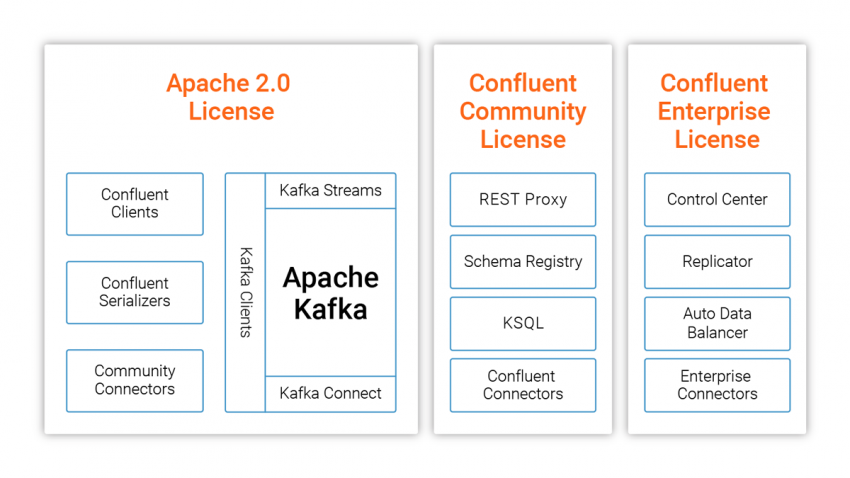 Apache 2.0
License
Confluent
Clients
Confluent
Serializers
Community
Connectors
Kafka Clients
Kafka Streams
Apache
Kafka
Kafka Connect
Confluent
Community
License
REST Proxy
Schema Registry
KSQL
Confluent
Connectors
Confluent
Enterprise
License
Control Center
Replicator
Auto Data
Balancer
Enterprise
Connectors